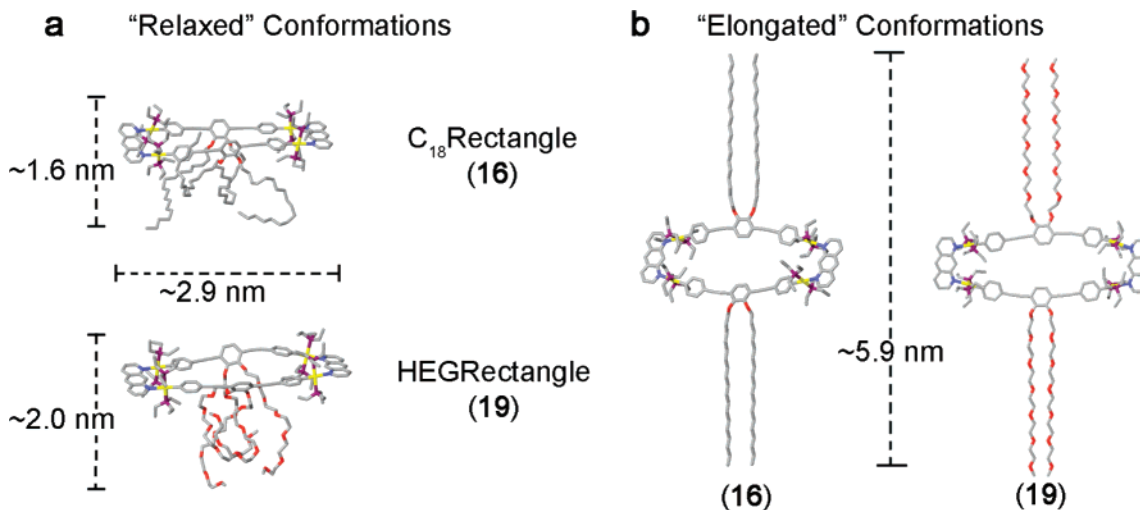 a "Relaxed" Conformations
~1.6 nm
C18Rectangle
(16)
~2.9 nm
~2.0 nm
HEGRectangle
(19)
b "Elongated" Conformations
~5.9 nm
(16)
(19)